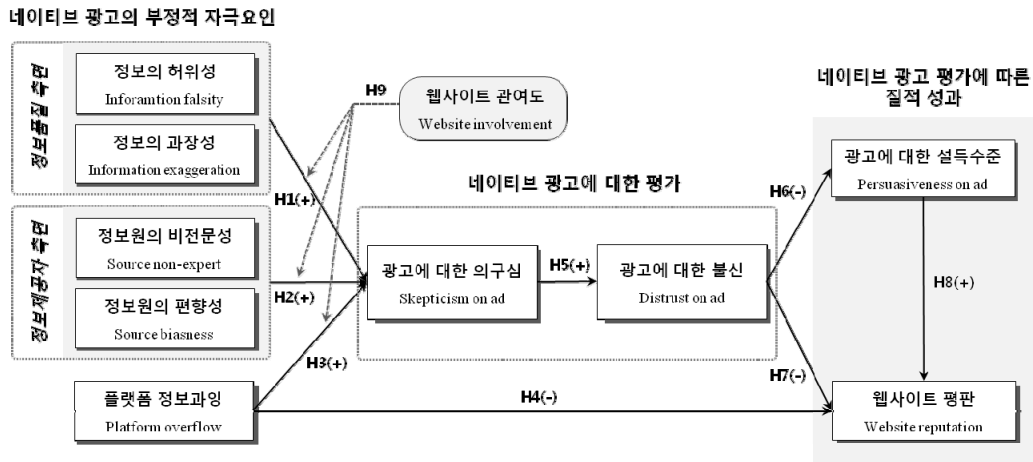 네이티브 광고의 부정적 자극요인
정보품질 측면
정보의 허위성
Inforamtion falsity
정보의 과장성
Information exaggeration
정보제공자 측면
정보원의 비전문성
Source non-expert
정보원의 편향성
Source biasness
플랫폼 정보과잉
Platform overflow
H9
웹사이트 관여도
Website involvement
H1(+)
H2(+)
H3(+)
H4(-)
네이티브 광고에 대한 평가
광고에 대한 의구심
Skepticism on ad
H5(+)
광고에 대한 불신
Distrust on ad
H6(-)
H7(-)
네이티브 광고 평가에 따른
질적 성과
광고에 대한 설득수준
Persuasiveness on ad
H8(+)
웹사이트 평판
Website reputation